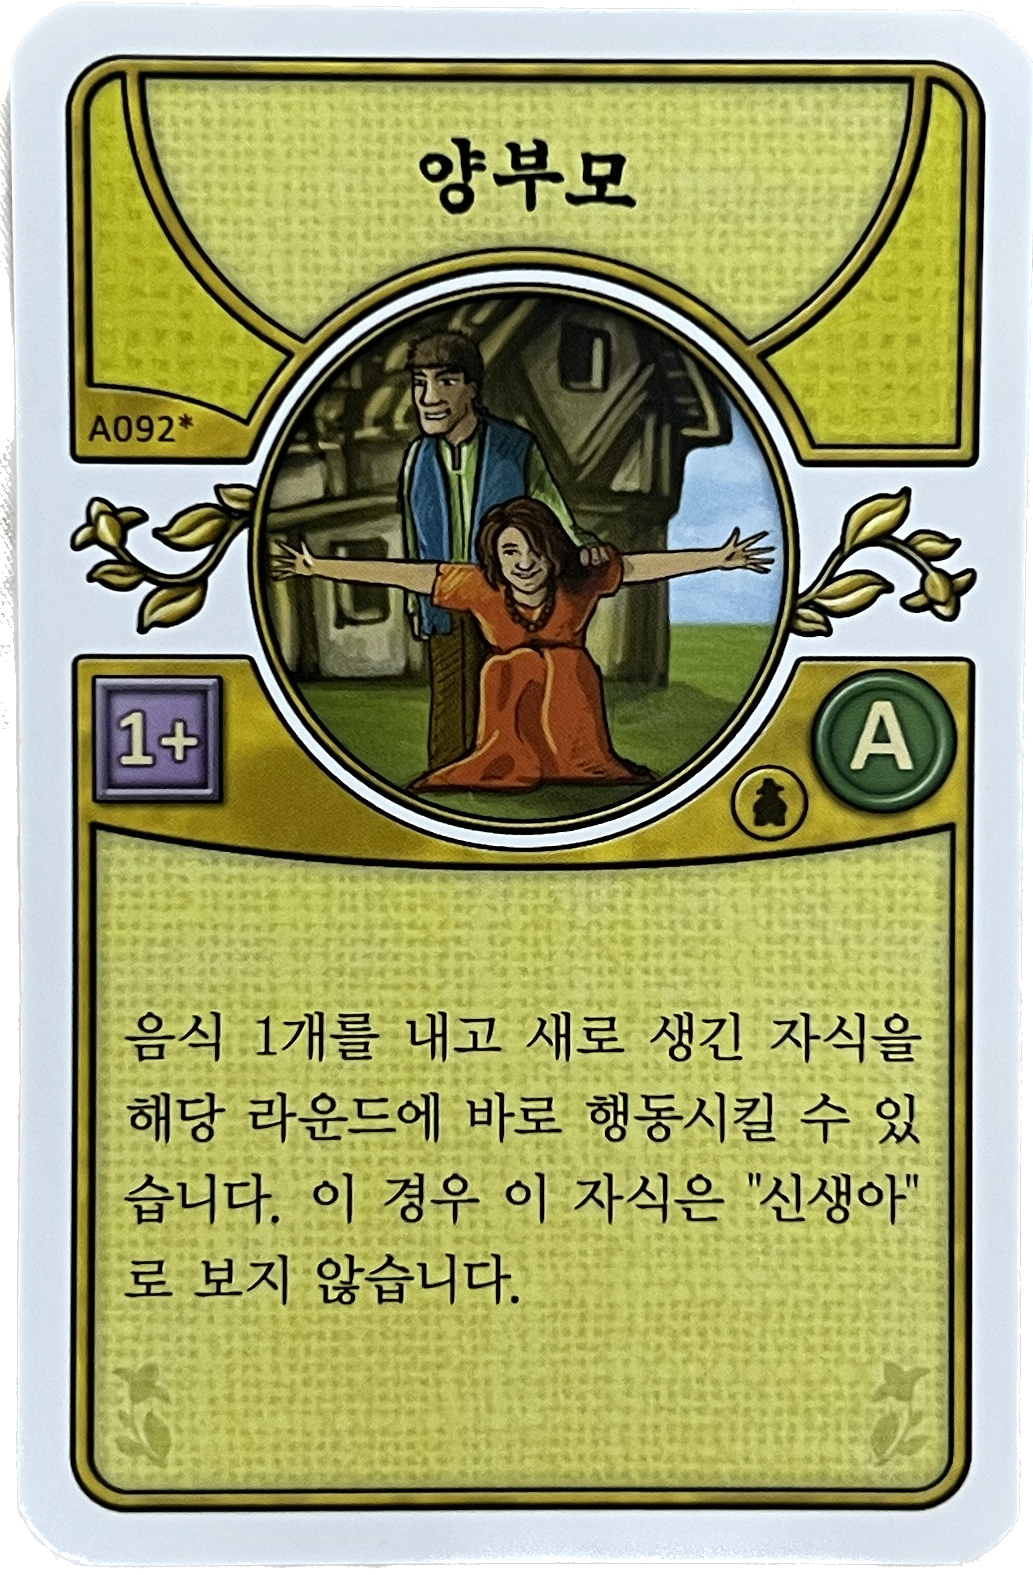 양부모
A092*
1+
A
음식 1개를 내고 새로 생긴 자식을
해당 라운드에 바로 행동시킬 수 있
습니다. 이 경우 이 자식은 "신생아"
로 보지 않습니다.